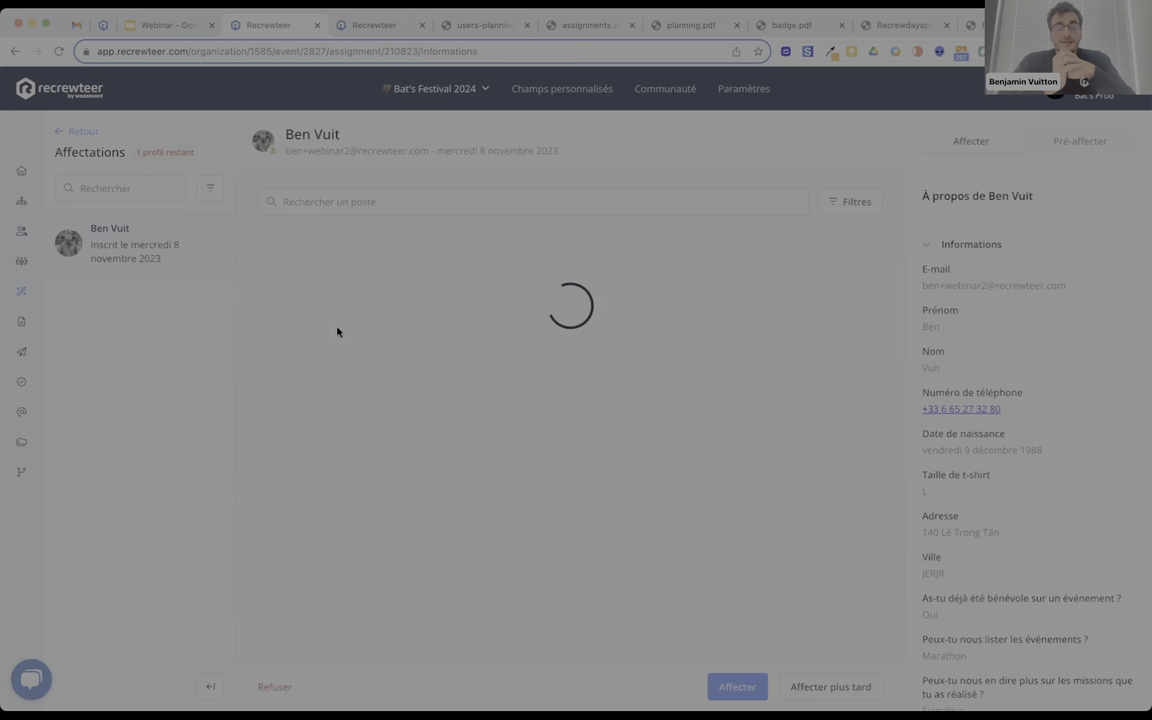 Webinar - Go
Recrewteer
Recrewteer
users-plannin
assignments.
planning.pdf
badge.pdf
Recrewdaysp
app.recrewteer.com/organization/1585/event/2827/assignment/210823/informations
Benjamin Vuitton
recrewteer
by weezevent
Bat's Festival 2024
Champs personnalisés
Communauté
Paramètres
Bat's Prod
Retour
Affectations
1 profil restant
Rechercher
Ben Vuit
Inscrit le mercredi 8
novembre 2023
Ben Vuit
ben+webinar2@recrewteer.com - mercredi 8 novembre 2023
Rechercher un poste
Filtres
Refuser
Affecter
Affecter plus tard
Affecter
Pré-affecter
À propos de Ben Vuit
Informations
E-mail
ben+webinar2@recrewteer.com
Prénom
Ben
Nom
Vuit
Numéro de téléphone
+33 6 65 27 32 80
Date de naissance
vendredi 9 décembre 1988
Taille de t-shirt
L
Adresse
140 Lê Trong Tấn
Ville
JERJR
As-tu déjà été bénévole sur un événement ?
Oui
Peux-tu nous lister les événements ?
Marathon
Peux-tu nous en dire plus sur les missions que
tu as réalisé ?